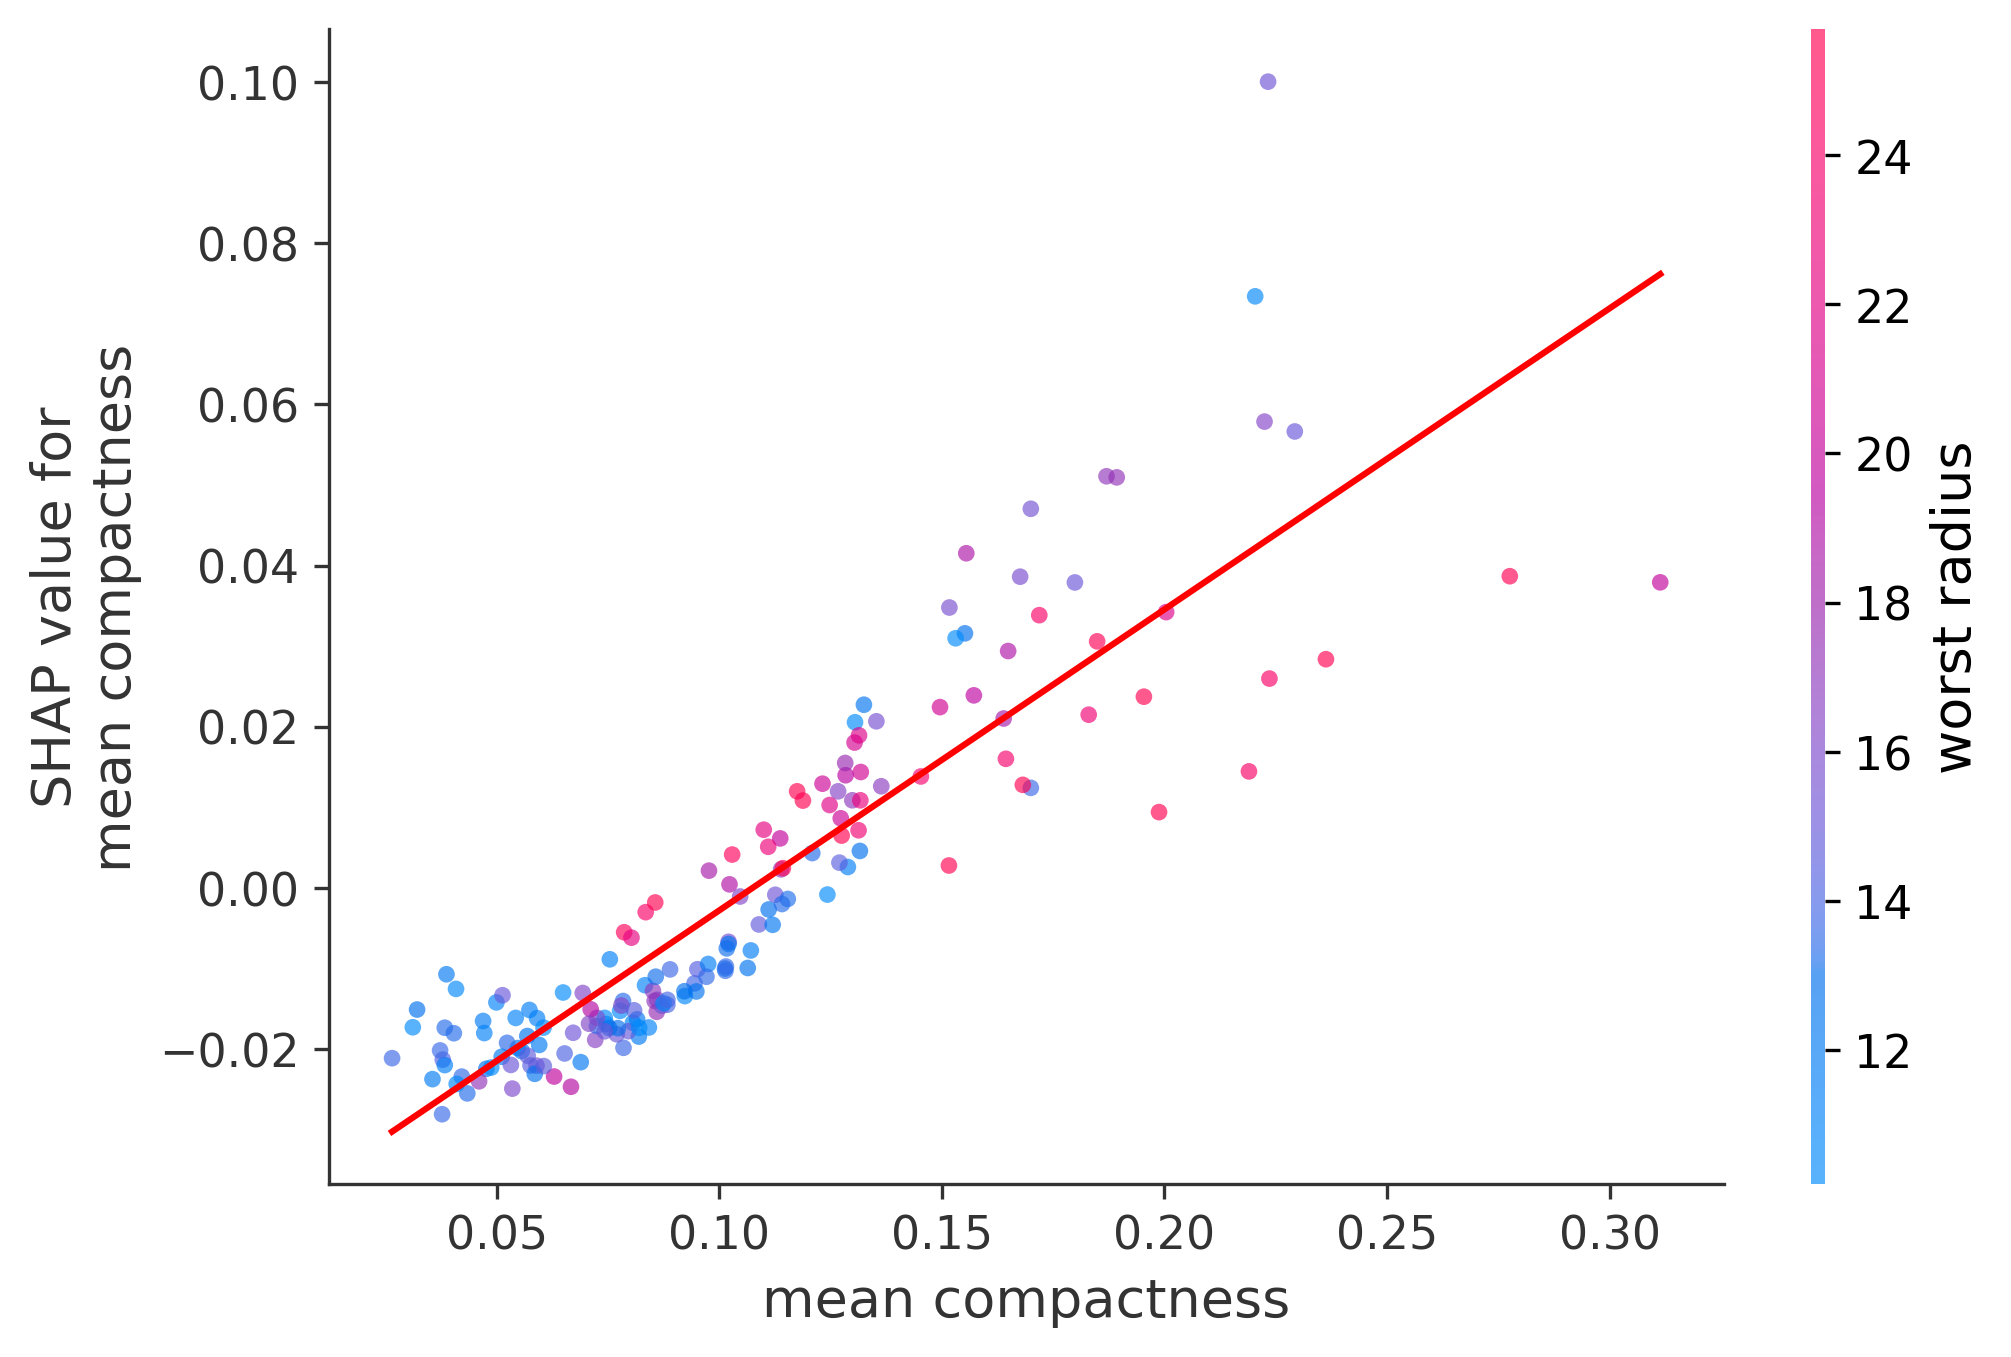 SHAP value for
mean compactness
0.10
0.08
0.06
0.04
0.02
0.00
−0.02
0.05 0.10 0.15 0.20 0.25 0.30
mean compactness
24
22
20
18
16
14
12
worst radius